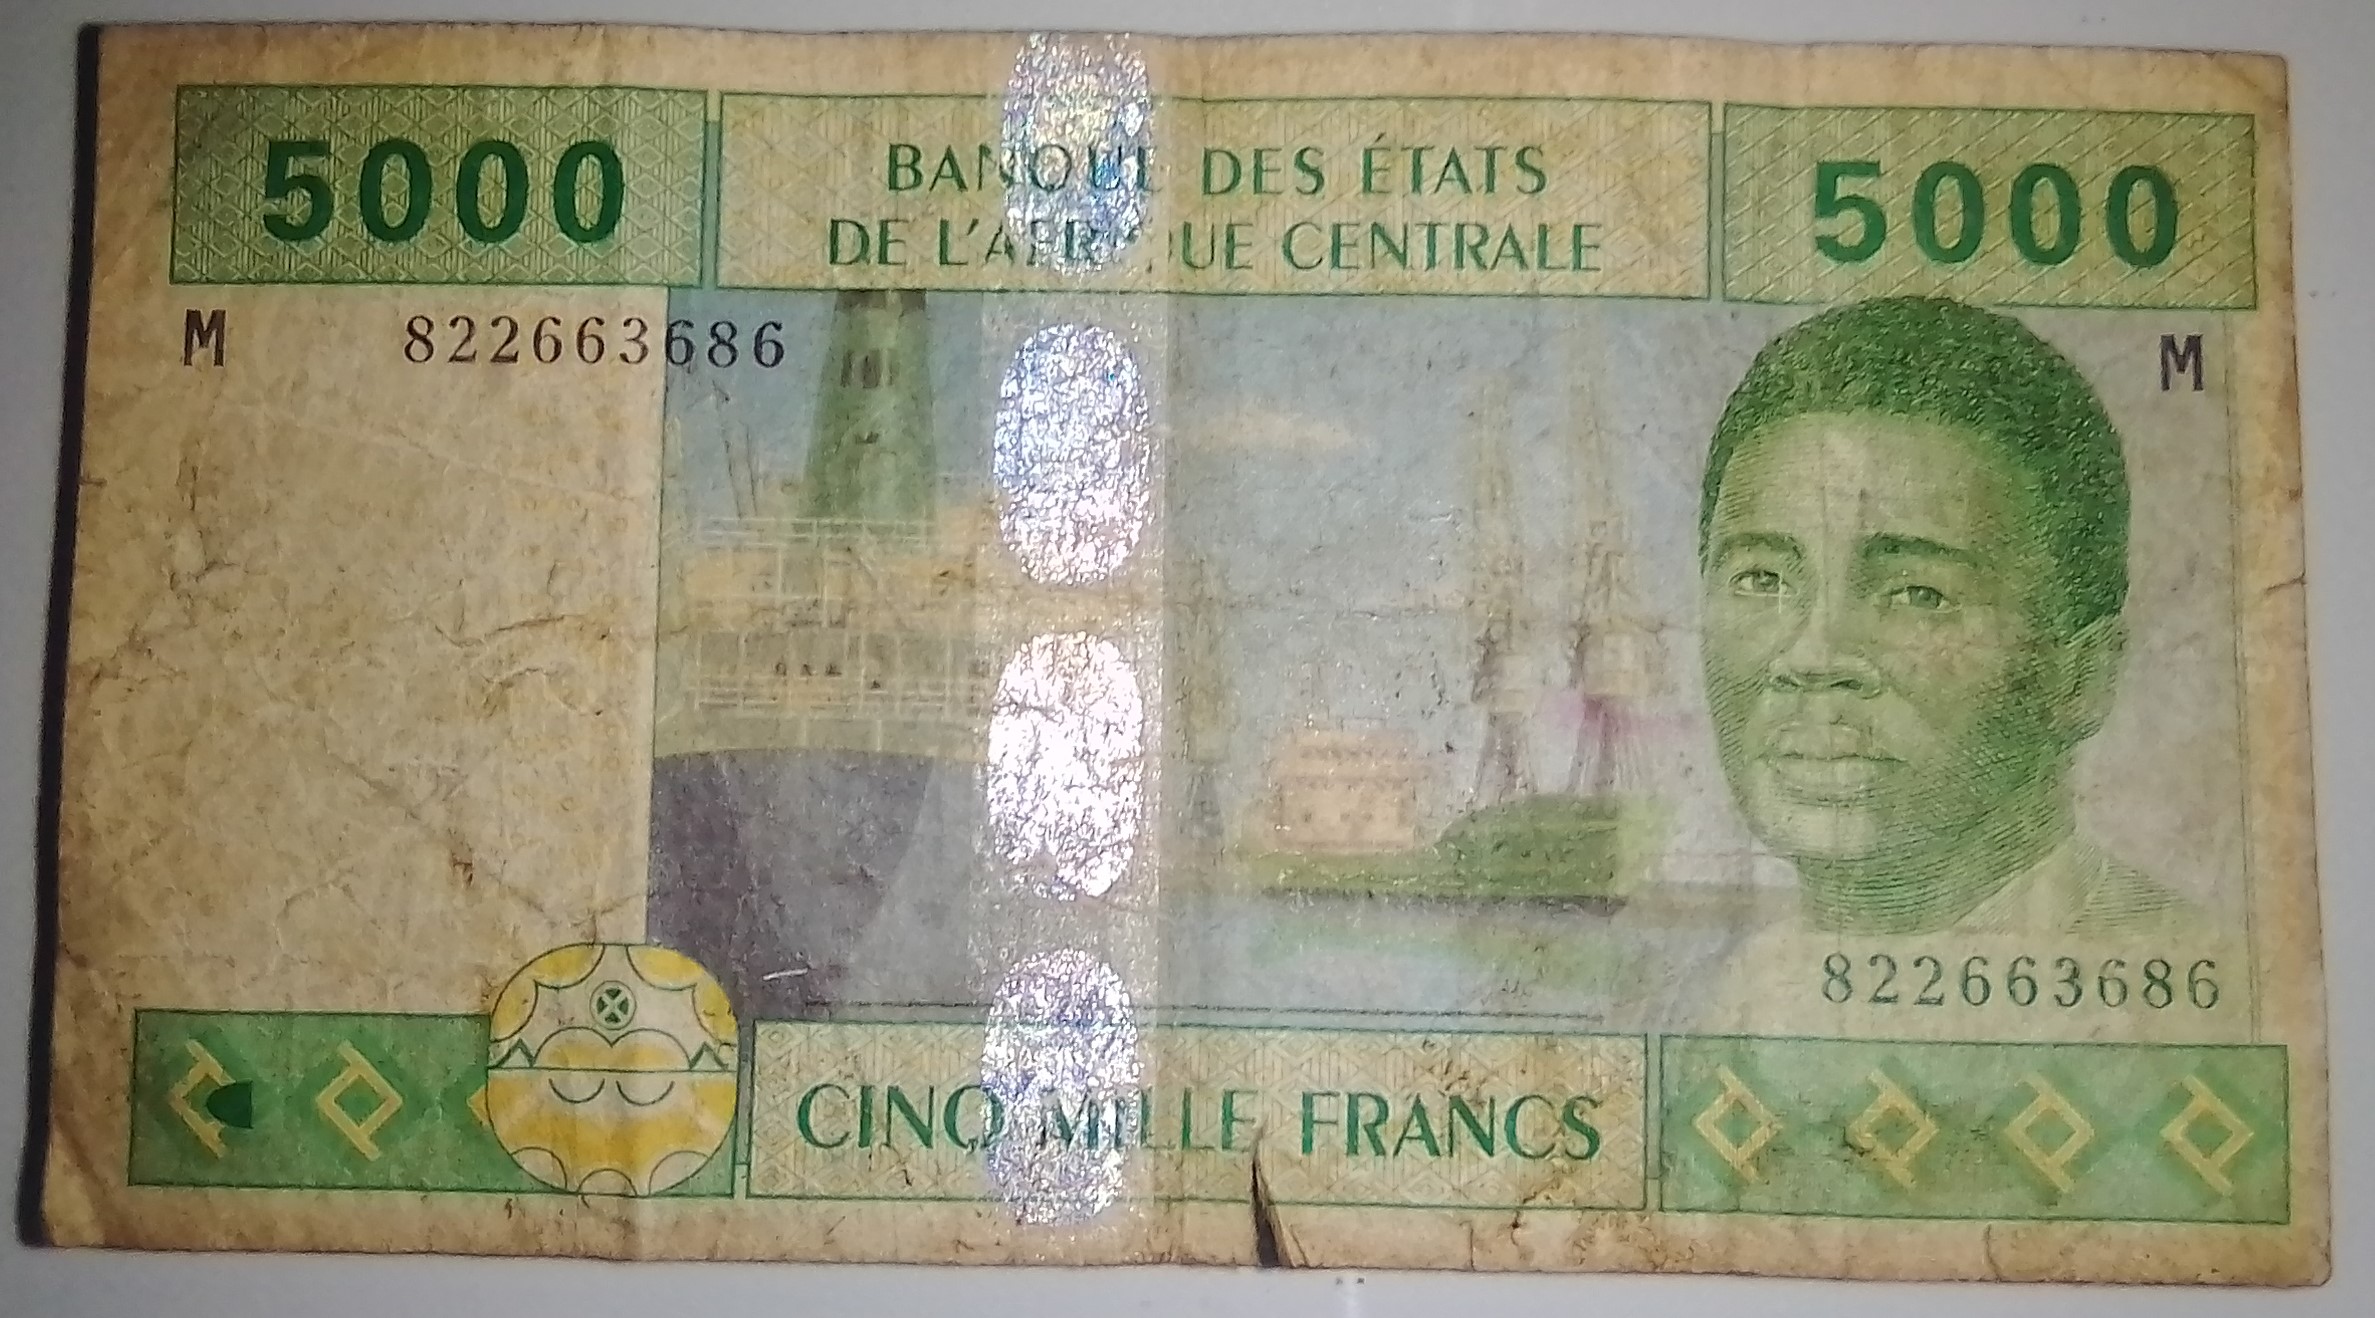 5000
BANQUE DES ÉTATS
DE L'AFRIQUE CENTRALE
5000
M 822663686
M
822663686
CINQ MILLE FRANCS